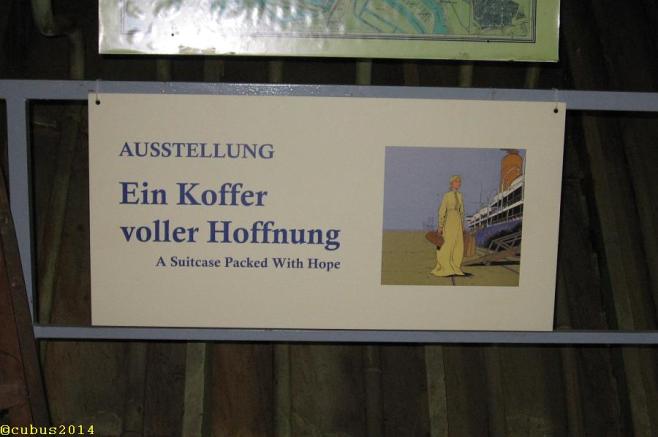 AUSSTELLUNG
Ein Koffer
voller Hoffnung
A Suitcase Packed With Hope
©cubus2014